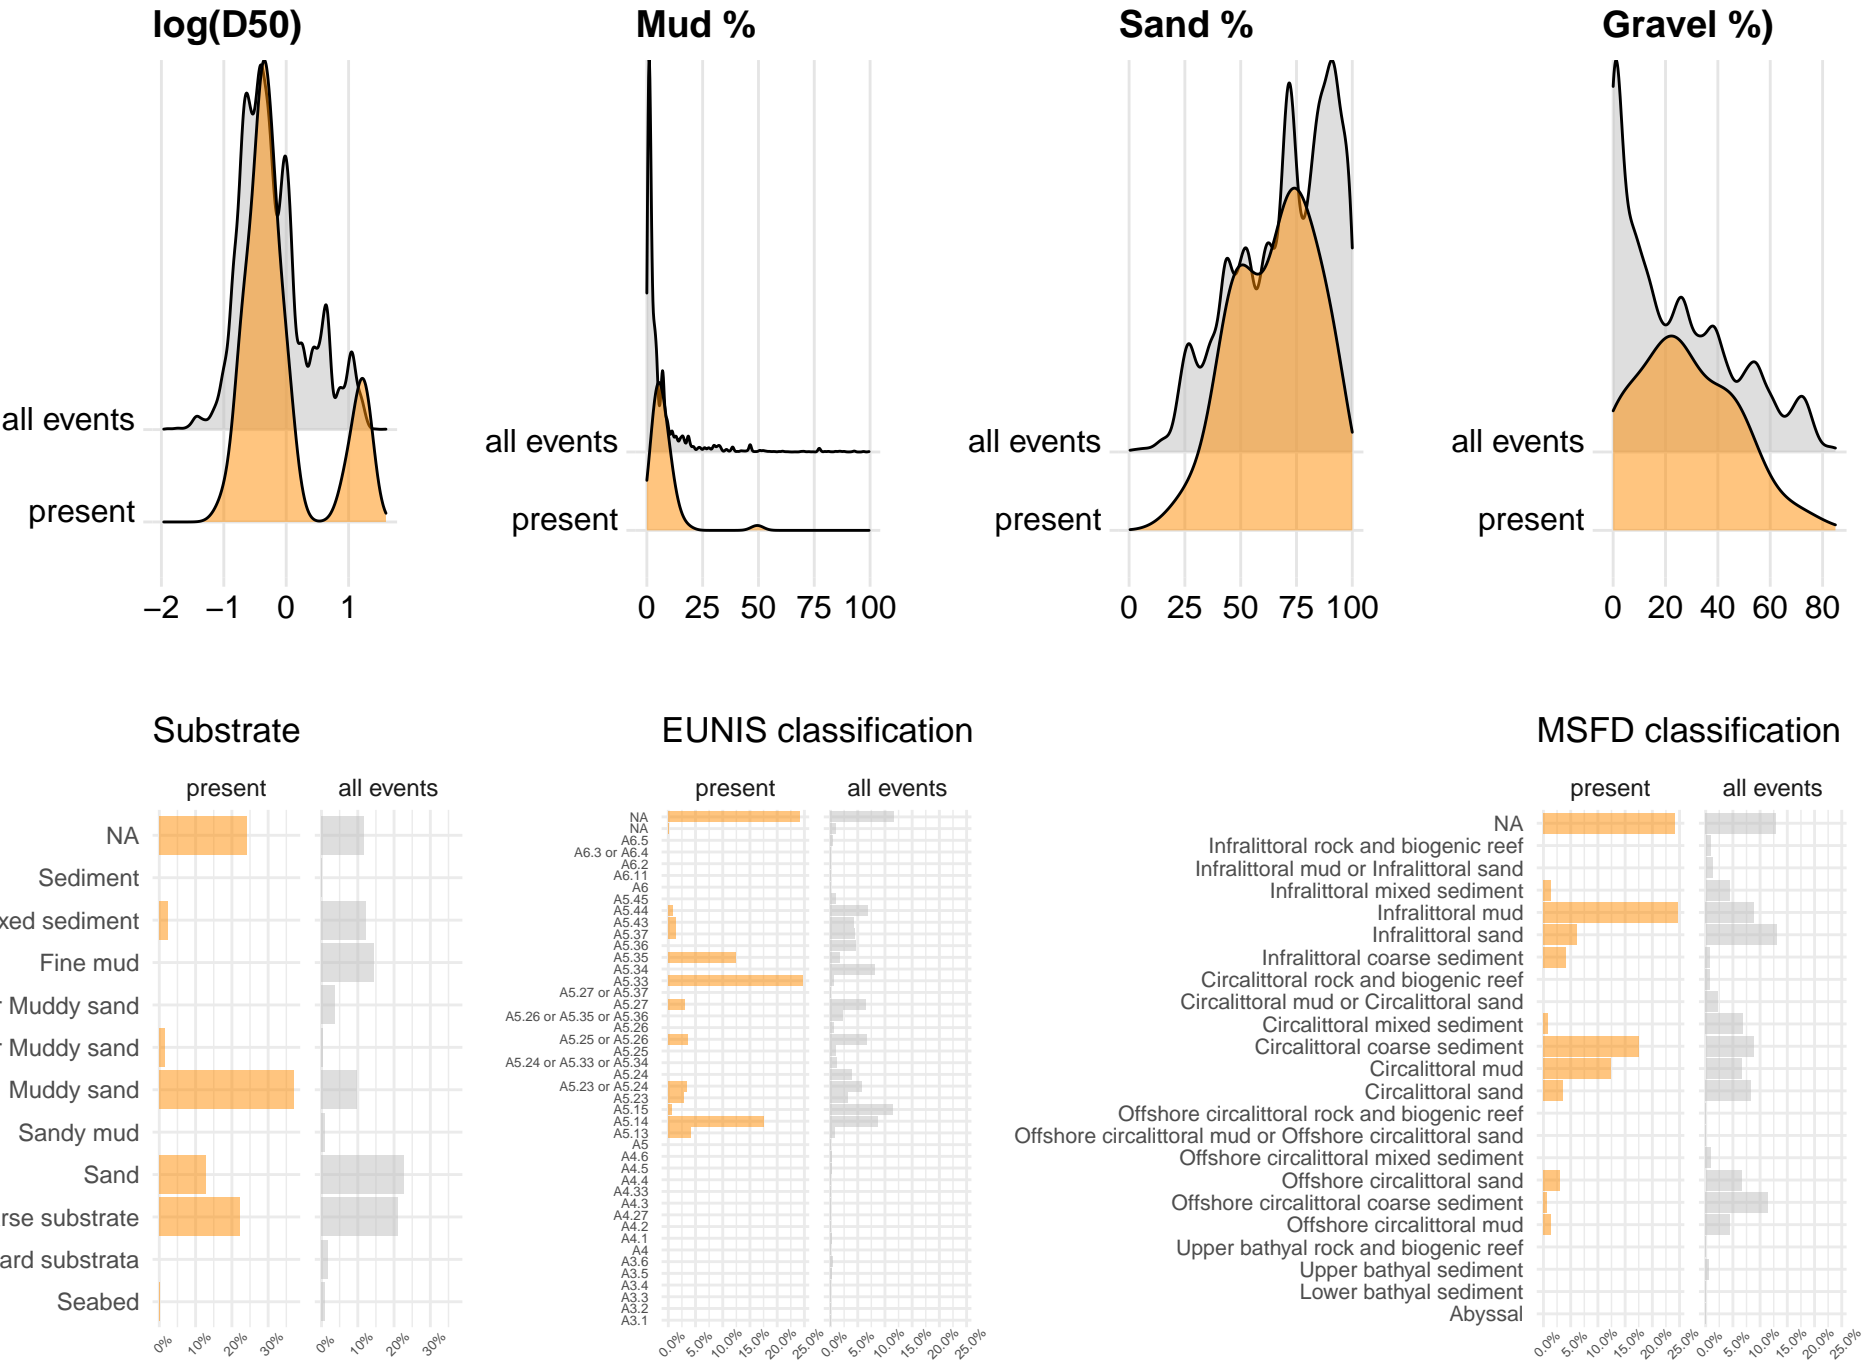 log(D50)
Mud %
Sand %
Gravel %)
all events
present
−2 −1 0 1
all events
present
0 25 50 75 100
all events
present
0 25 50 75 100
all events
present
0 20 40 60 80
Substrate
present all events
NA
Sediment
xed sediment
Fine mud
r Muddy sand
r Muddy sand
Muddy sand
Sandy mud
Sand
rse substrate
ard substrata
Seabed
0% 10% 20% 30% 0% 10% 20% 30%
EUNIS classification
present all events
NA
NA
A6.5
A6.3 or A6.4
A6.2
A6.11
A6
A5.45
A5.44
A5.43
A5.37
A5.36
A5.35
A5.34
A5.33
A5.27 or A5.37
A5.27
A5.26 or A5.35 or A5.36
A5.26
A5.25 or A5.26
A5.25
A5.24 or A5.33 or A5.34
A5.24
A5.23 or A5.24
A5.23
A5.15
A5.14
A5.13
A5
A4.6
A4.5
A4.4
A4.33
A4.3
A4.27
A4.2
A4.1
A4
A3.6
A3.5
A3.4
A3.3
A3.2
A3.1
0.0% 5.0% 10.0% 15.0% 20.0% 25.0% 0.0% 5.0% 10.0% 15.0% 20.0% 25.0%
MSFD classification
present all events
NA
Infralittoral rock and biogenic reef
Infralittoral mud or Infralittoral sand
Infralittoral mixed sediment
Infralittoral mud
Infralittoral sand
Infralittoral coarse sediment
Circalittoral rock and biogenic reef
Circalittoral mud or Circalittoral sand
Circalittoral mixed sediment
Circalittoral coarse sediment
Circalittoral mud
Circalittoral sand
Offshore circalittoral rock and biogenic reef
Offshore circalittoral mud or Offshore circalittoral sand
Offshore circalittoral mixed sediment
Offshore circalittoral sand
Offshore circalittoral coarse sediment
Offshore circalittoral mud
Upper bathyal rock and biogenic reef
Upper bathyal sediment
Lower bathyal sediment
Abyssal
0.0% 5.0% 10.0% 15.0% 20.0% 25.0% 0.0% 5.0% 10.0% 15.0% 20.0% 25.0%